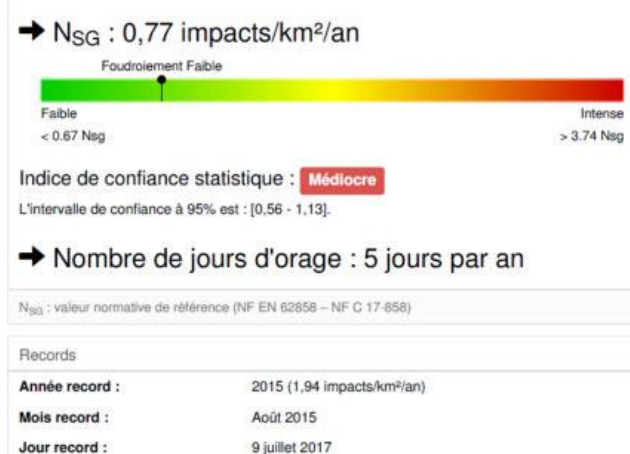 ➜ NSG : 0,77 impacts/km²/an
Foudroiement Faible
Faible Intense
< 0.67 Nsg > 3.74 Nsg
Indice de confiance statistique : Médiocre
L'intervalle de confiance à 95% est : [0,56 - 1,13].
➜ Nombre de jours d'orage : 5 jours par an
NSG : valeur normative de référence (NF EN 62858 – NF C 17-858)
Records
Année record : 2015 (1,94 impacts/km²/an)
Mois record : Août 2015
Jour record : 9 juillet 2017